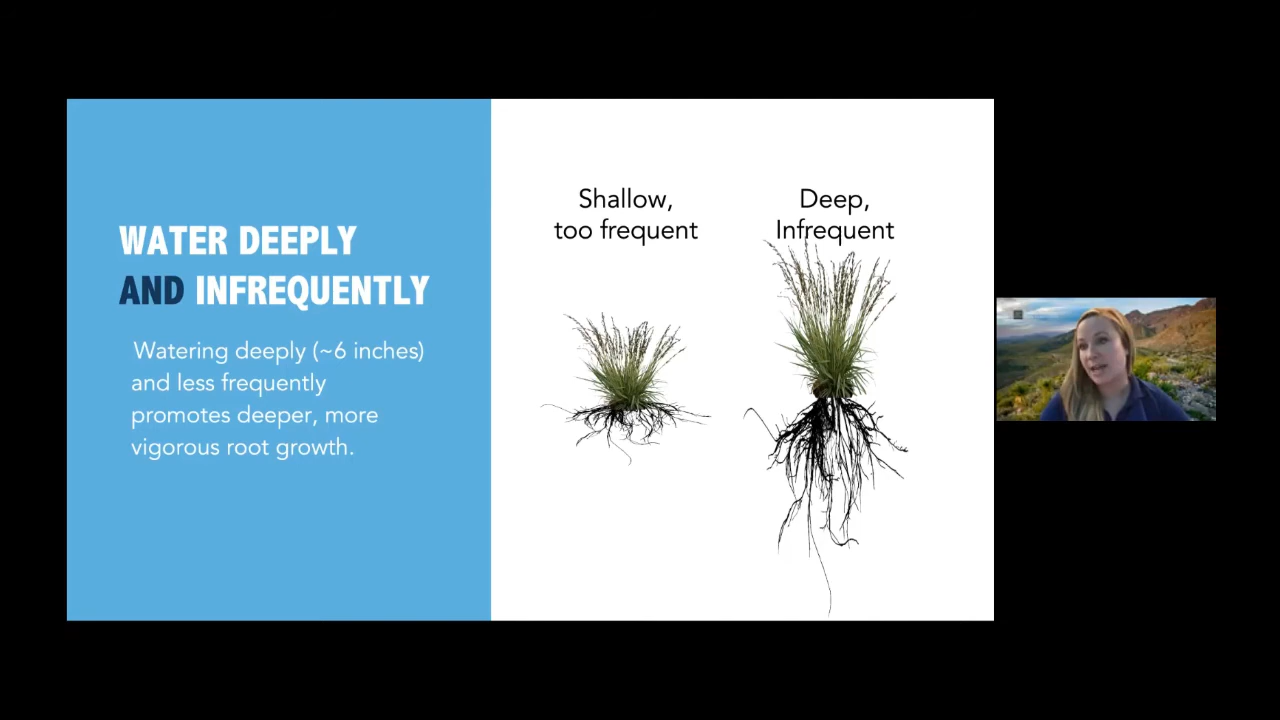 WATER DEEPLY
AND INFREQUENTLY
Watering deeply (~6 inches)
and less frequently
promotes deeper, more
vigorous root growth.
Shallow,
too frequent
Deep,
Infrequent